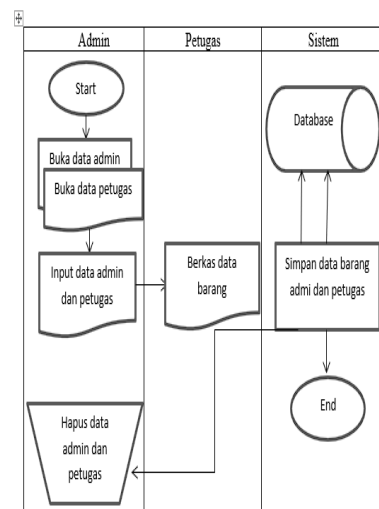 Admin
Petugas
Sistem
Start
Buka data admin
Buka data petugas
Input data admin
dan petugas
Berkas data
barang
Database
Simpan data barang
admi dan petugas
End
Hapus data
admin dan
petugas